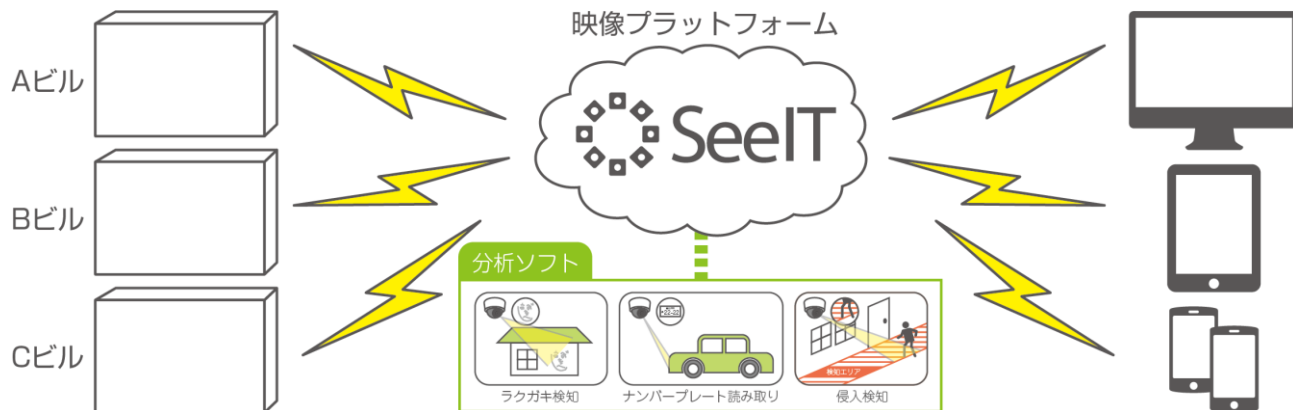 映像プラットフォーム
SeeIT
Aビル
Bビル
Cビル
分析ソフト
ラクガキ検知
ナンバープレート読み取り
検知エリア
侵入検知